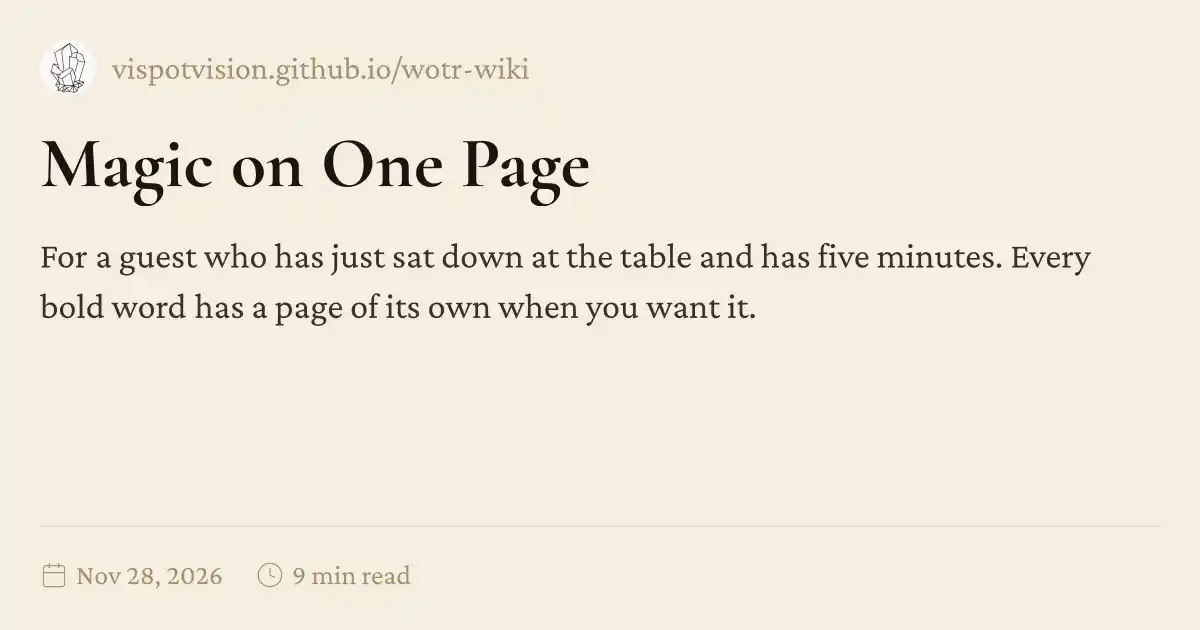 vispotvision.github.io/wotr-wiki
Magic on One Page
For a guest who has just sat down at the table and has five minutes. Every
bold word has a page of its own when you want it.
Nov 28, 2026
9 min read